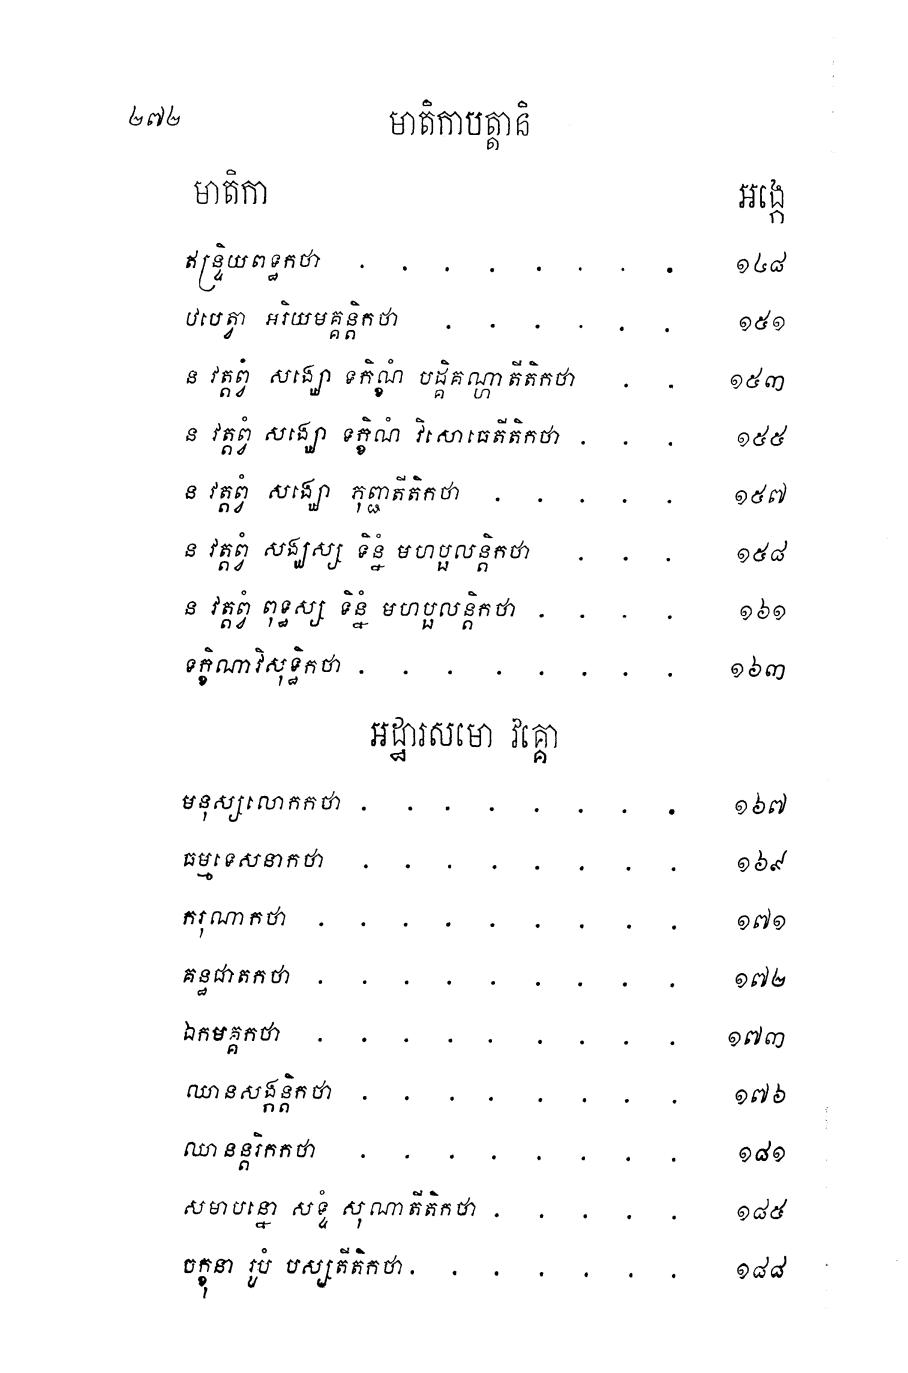 ២៧២ មាតិកាបត្តានិ
មាតិកា អង្កេ
ឥន្ទ្រិយពទ្ធកថា . . . . . . . . ១៤៨
ឋបេត្វា អរិយមគ្គន្តិកថា . . . . . . ១៥១
ន វត្តព្វំ សង្ឃោ ទក្ខិណំ បដិ្គគណ្ហាតីតិកថា . . ១៥៣
ន វត្តព្វំ សង្ឃោ ទក្ខិណំ វិសោធេតីតិកថា . . . ១៥៥
ន វត្តព្វំ សង្ឃោ ភុញ្ជាតីតិកថា . . . . . ១៥៧
ន វត្តព្វំ សង្ឃស្ស ទិន្នំ មហប្ផលន្តិកថា . . . ១៥៨
ន វត្តព្វំ ពុទ្ធស្ស ទិន្នំ មហប្ផលន្តិកថា . . . . ១៦១
ទក្ខិណាវិសុទ្ធិកថា . . . . . . . . ១៦៣
អដ្ឋារសមោ វគ្គោ
មនុស្សលោកកថា . . . . . . . . ១៦៧
ធម្មទេសនាកថា . . . . . . . . ១៦៩
ករុណាកថា . . . . . . . . . ១៧១
គន្ធជាតកថា . . . . . . . . . ១៧២
ឯកមគ្គកថា . . . . . . . . . ១៧៣
ឈានសង្កន្តិកថា . . . . . . . . ១៧៦
ឈានន្តរិកកថា . . . . . . . . ១៨១
សមាបន្នោ សទ្ទំ សុណាតីតិកថា . . . . . ១៨៥
ចក្ខុនា រូបំ បស្សតីតិកថា . . . . . . . ១៨៨